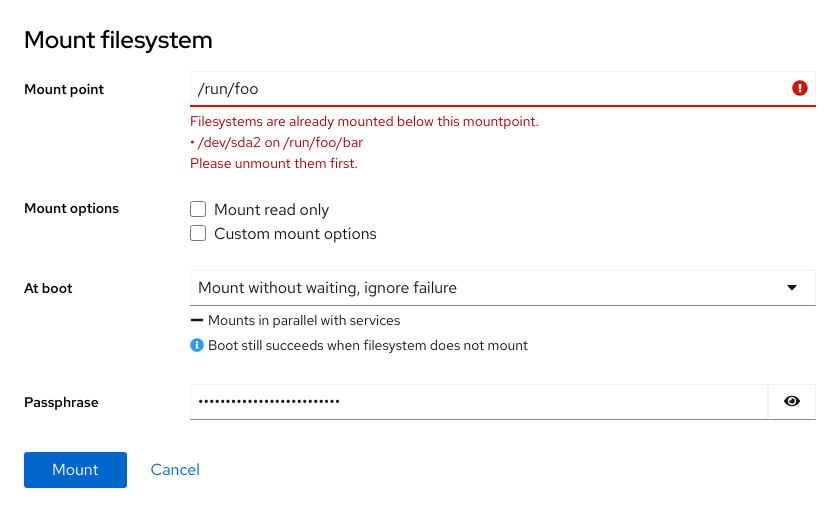 Mount filesystem
Mount point
/run/foo
Filesystems are already mounted below this mountpoint.
• /dev/sda2 on /run/foo/bar
Please unmount them first.
Mount options
Mount read only
Custom mount options
At boot
Mount without waiting, ignore failure
Mounts in parallel with services
Boot still succeeds when filesystem does not mount
Passphrase
••••••••••••••••••••••••••
Mount
Cancel